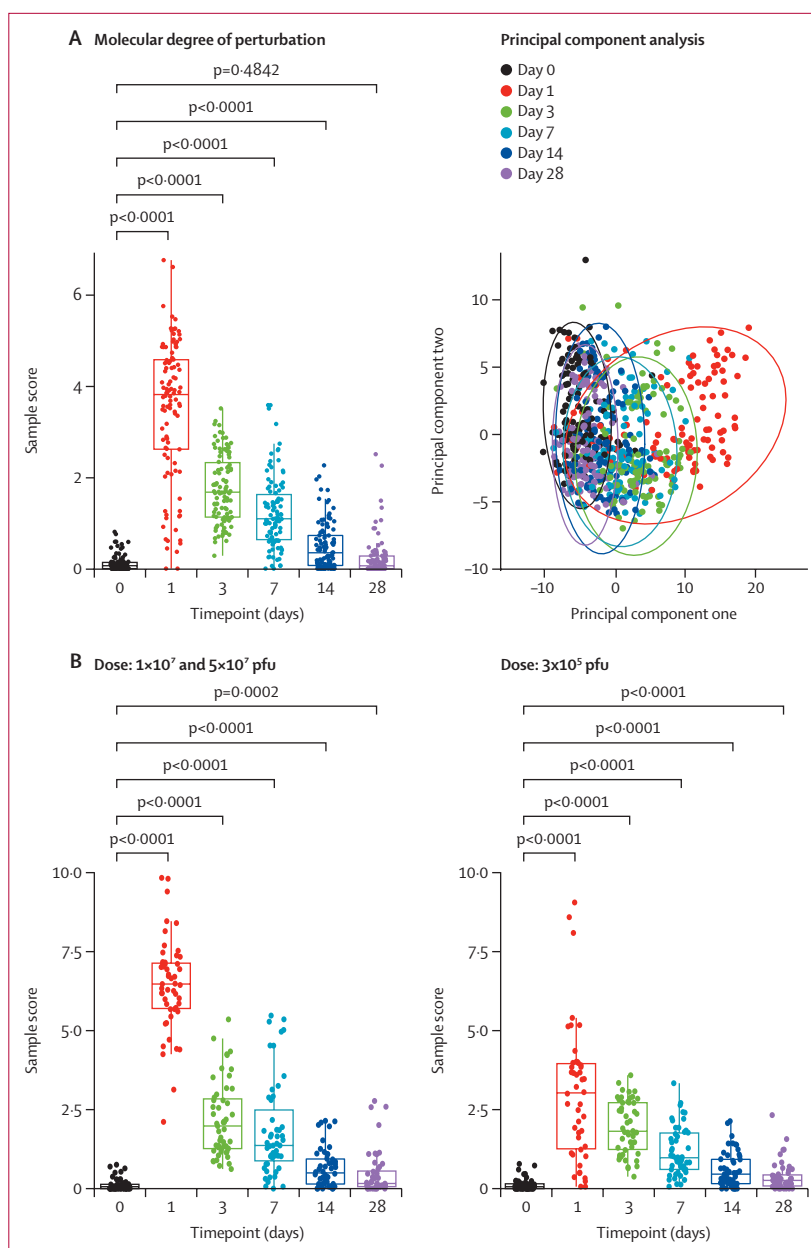 A Molecular degree of perturbation
p=0·4842
p<0·0001
p<0·0001
p<0·0001
p<0·0001
6
4
2
0
Sample score
0 1 3 7 14 28
Timepoint (days)
Principal component analysis
Day 0
Day 1
Day 3
Day 7
Day 14
Day 28
10
5
0
–5
–10
Principal component two
–10 0 10 20
Principal component one
B Dose: 1×10⁷ and 5×10⁷ pfu
p=0·0002
p<0·0001
p<0·0001
p<0·0001
p<0·0001
10·0
7·5
5·0
2·5
0
Sample score
0 1 3 7 14 28
Timepoint (days)
Dose: 3x10⁵ pfu
p<0·0001
p<0·0001
p<0·0001
p<0·0001
p<0·0001
10·0
7·5
5·0
2·5
0
Sample score
0 1 3 7 14 28
Timepoint (days)